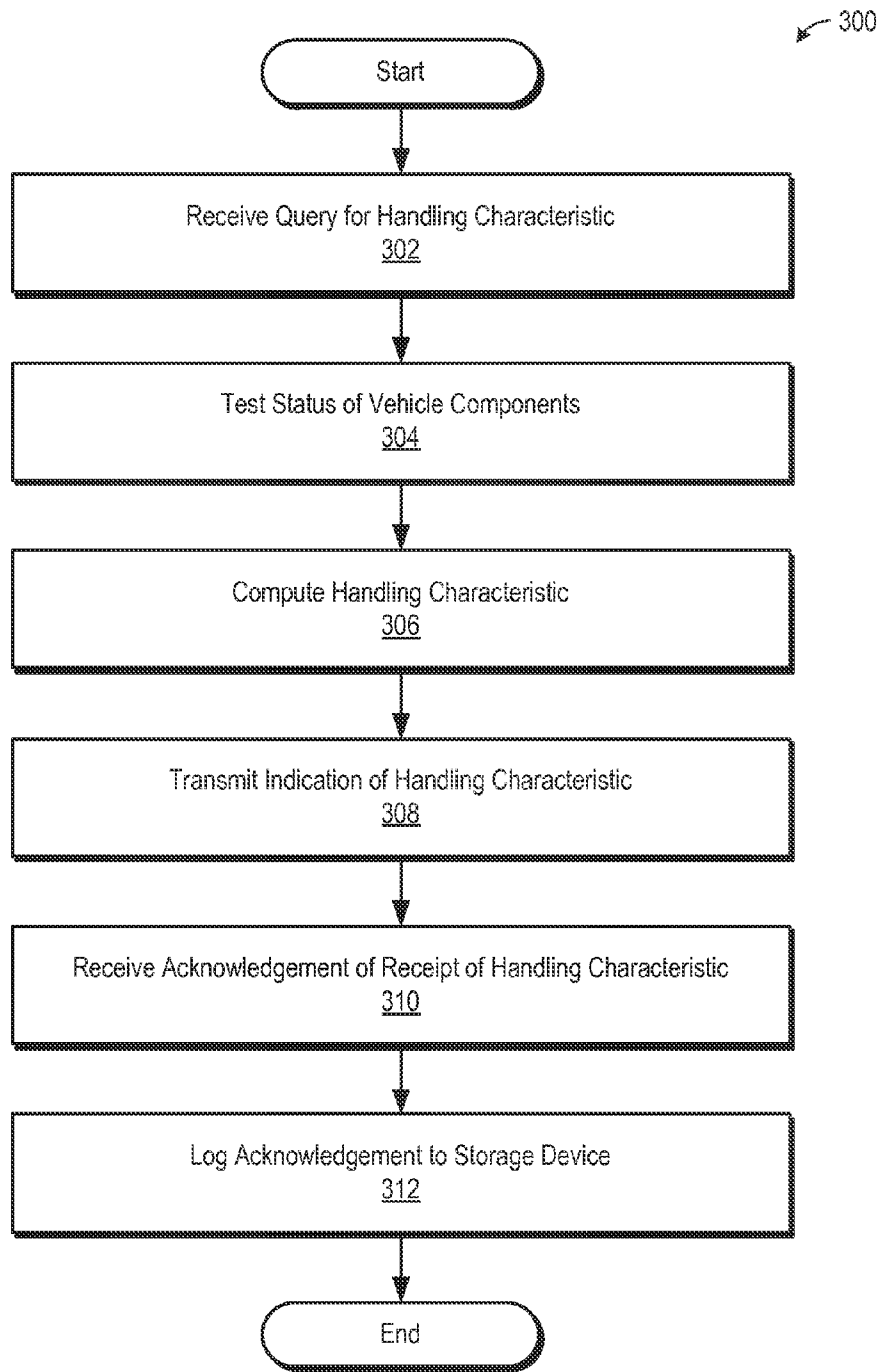 300
Start
Receive Query for Handling Characteristic
302
Test Status of Vehicle Components
304
Compute Handling Characteristic
306
Transmit Indication of Handling Characteristic
308
Receive Acknowledgement of Receipt of Handling Characteristic
310
Log Acknowledgement to Storage Device
312
End